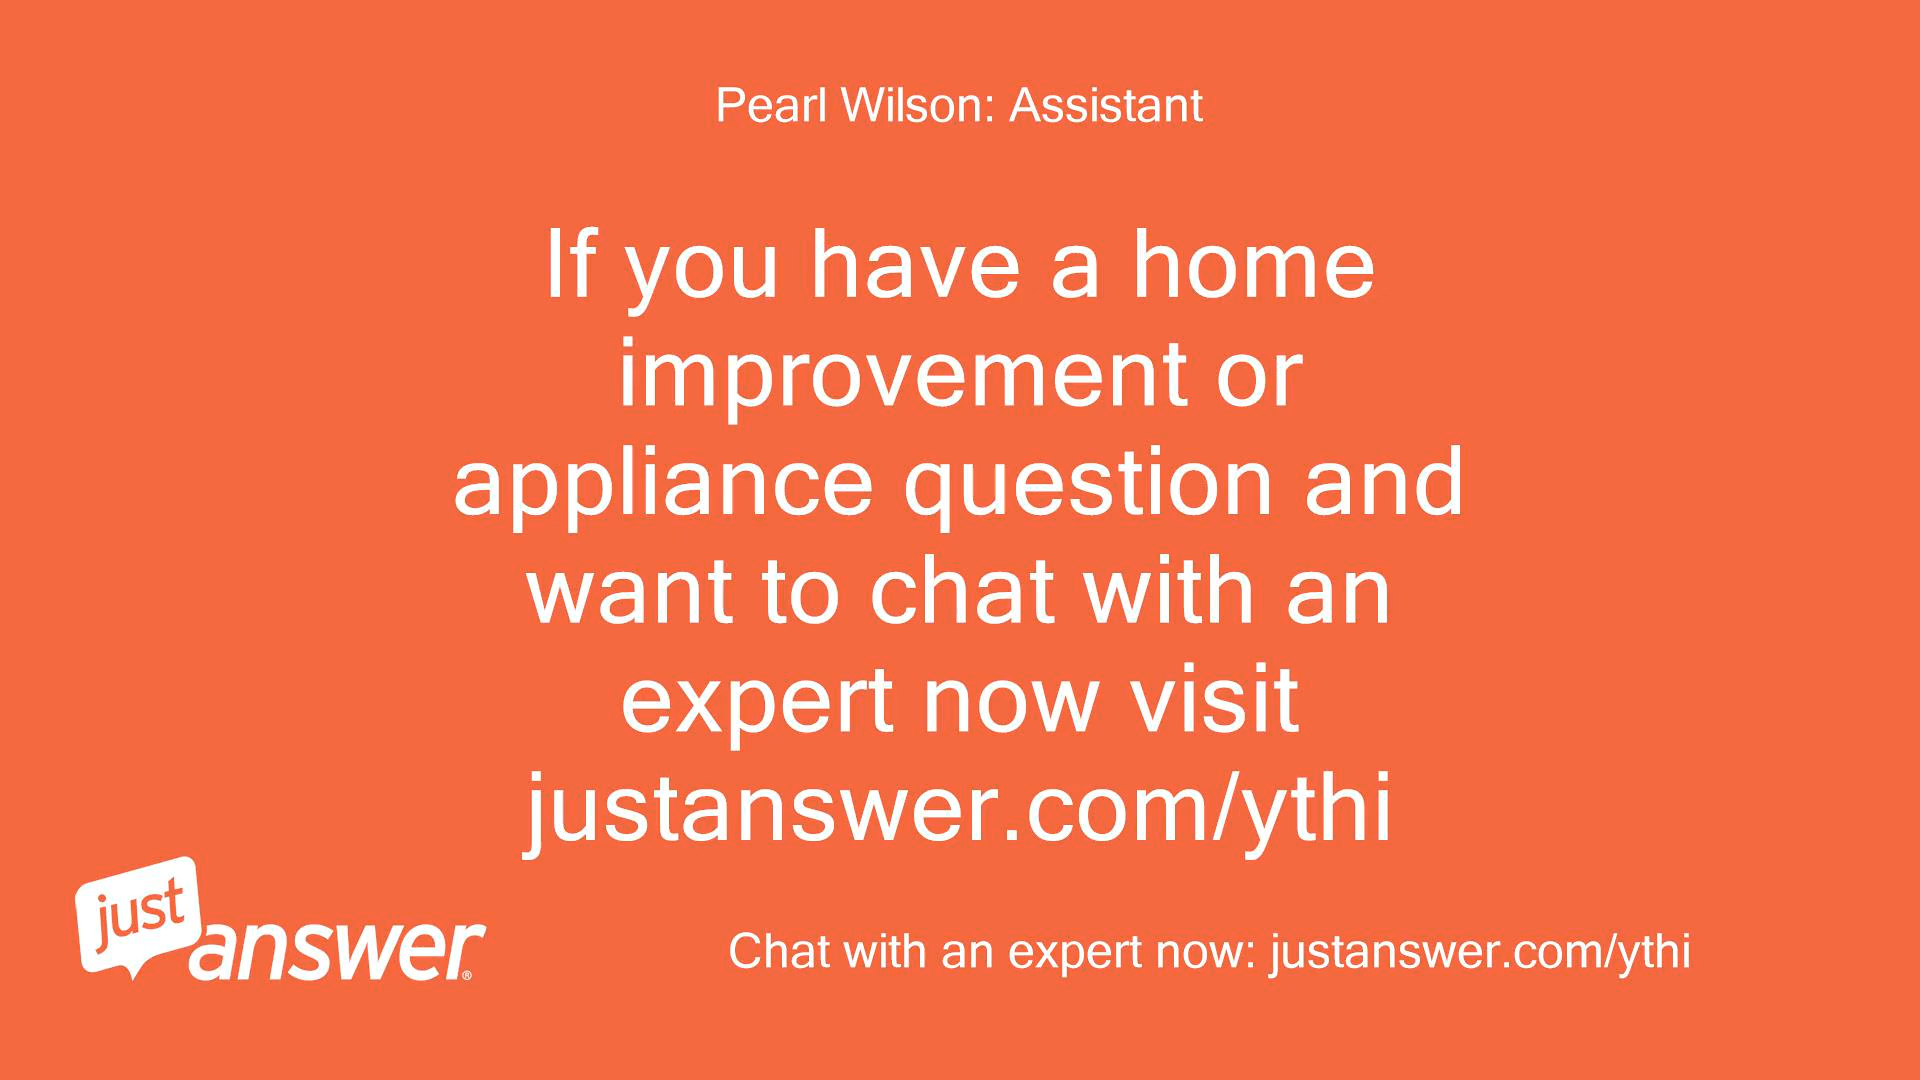 Pearl Wilson: Assistant
If you have a home
improvement or
appliance question and
want to chat with an
expert now visit
justanswer.com/ythi
just
answer®
Chat with an expert now: justanswer.com/ythi